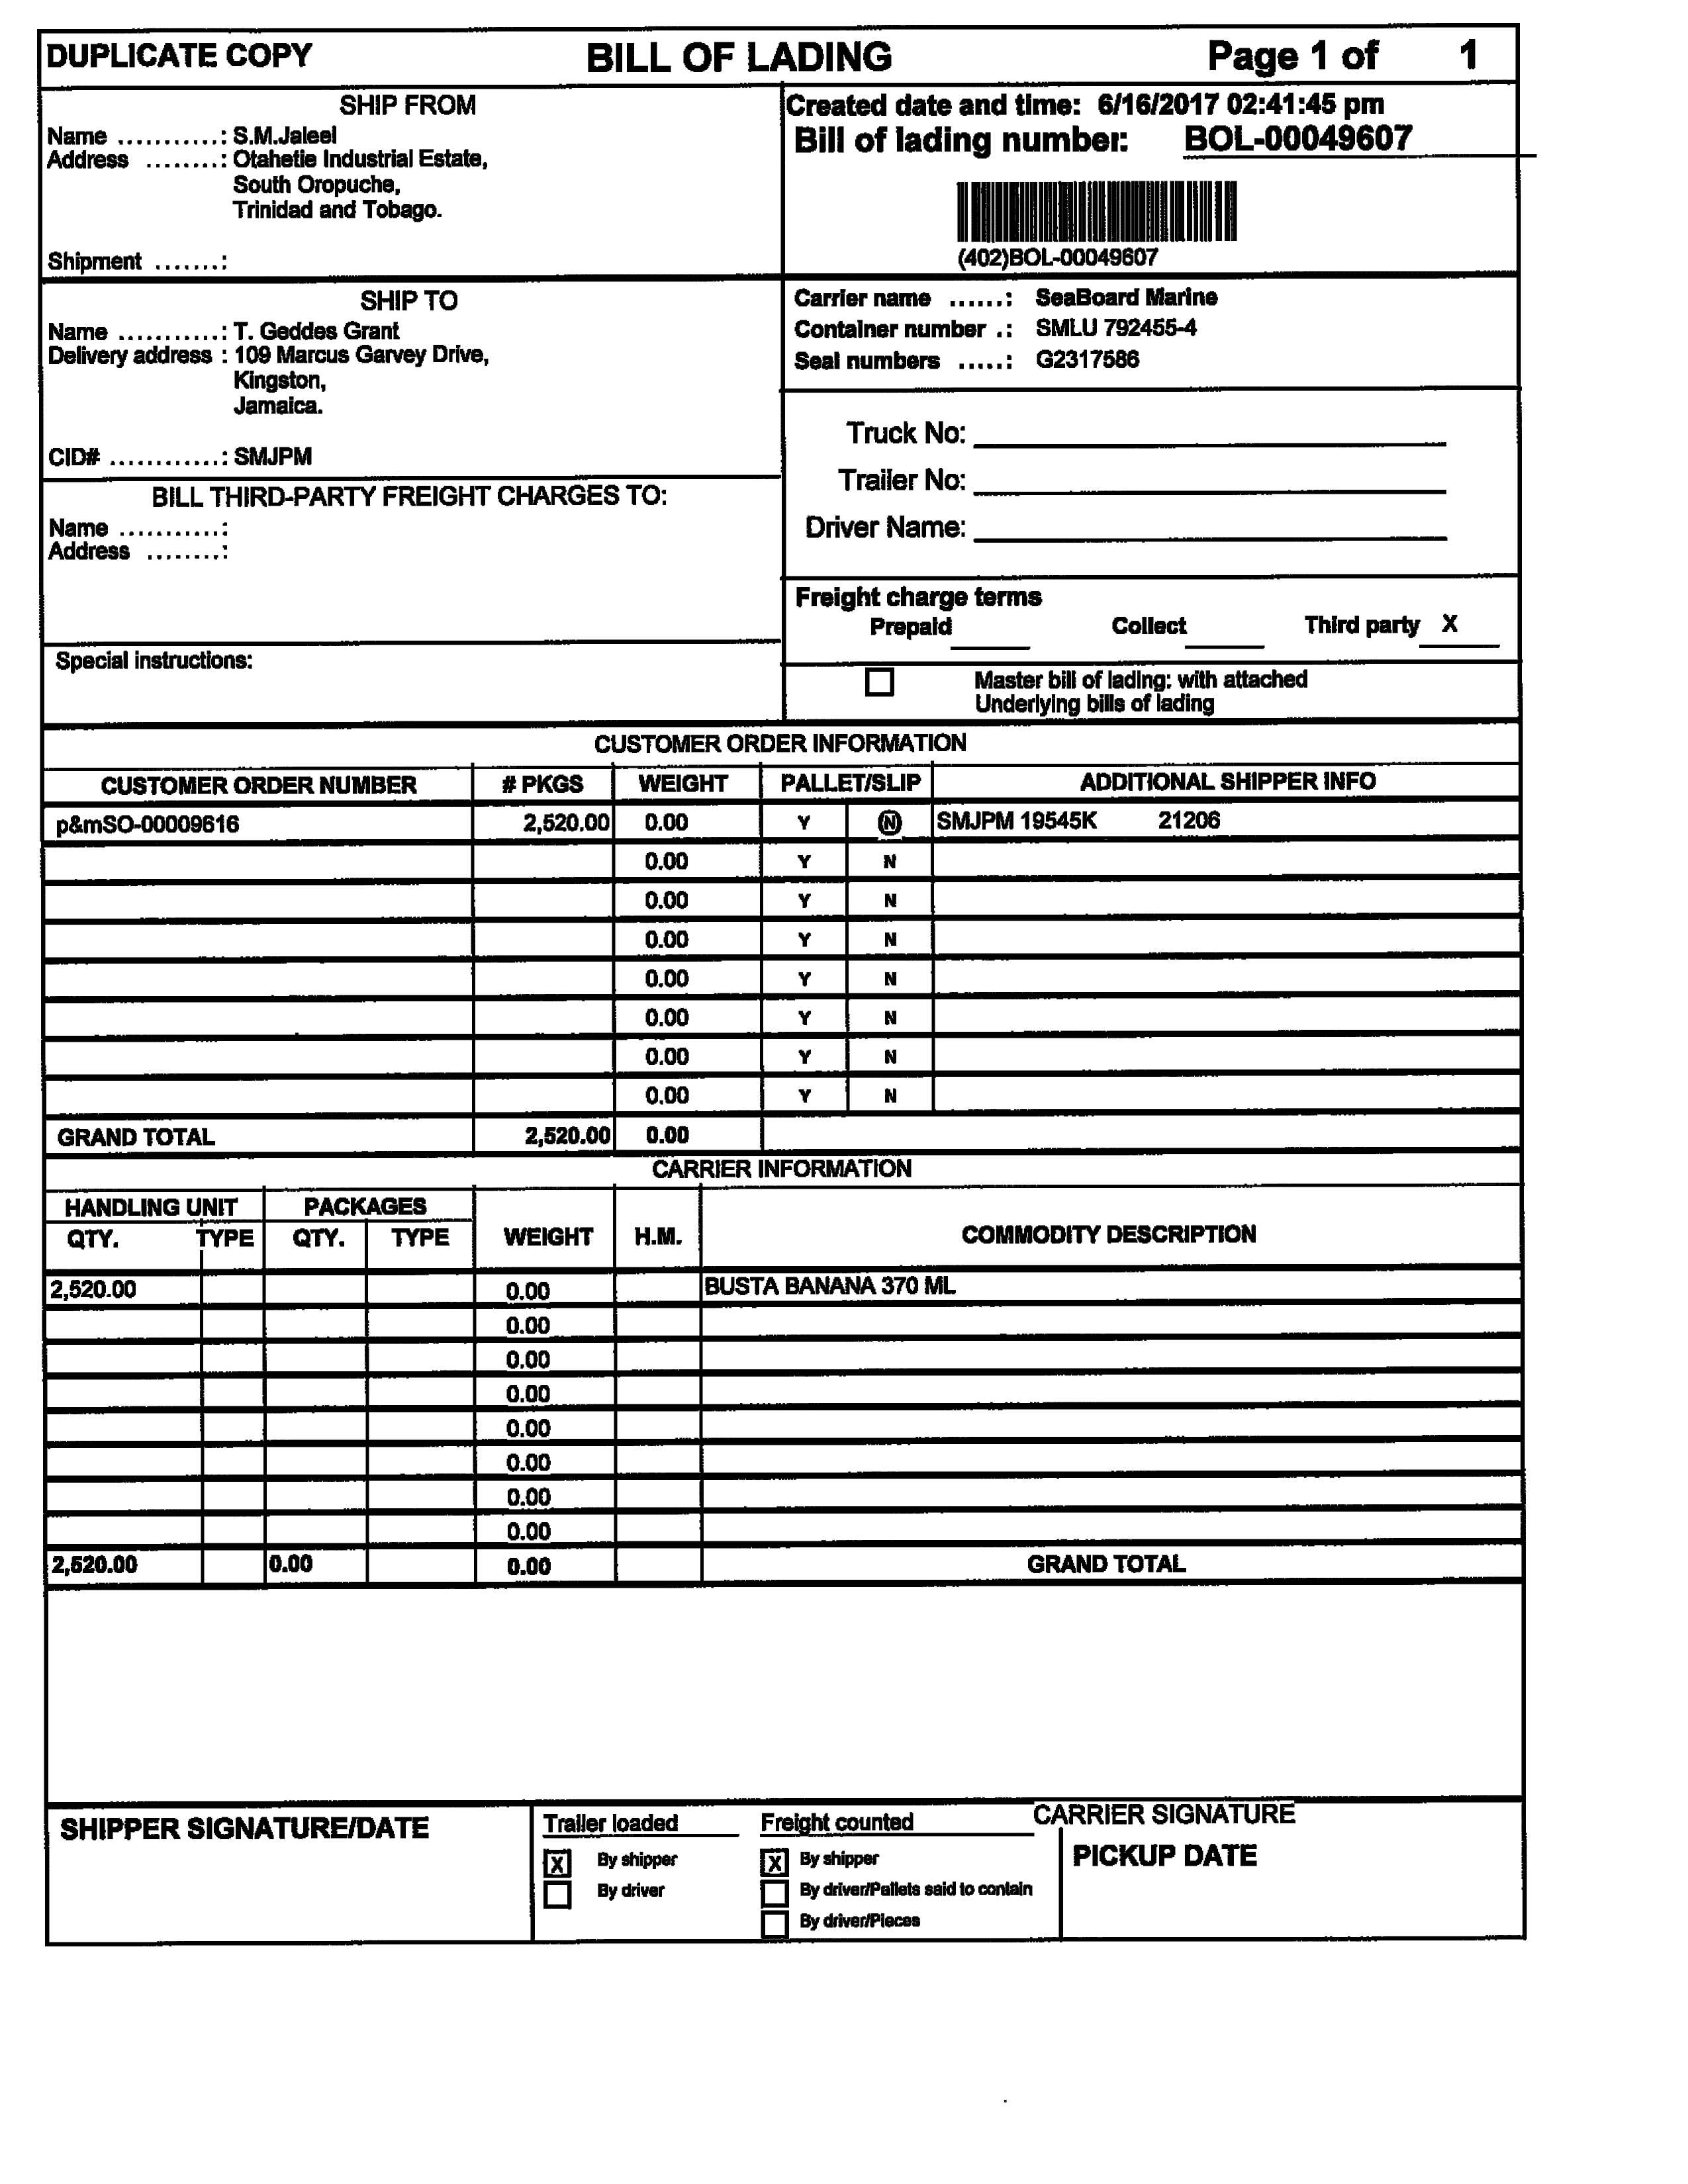 DUPLICATE COPY BILL OF LADING Page 1 of 1
SHIP FROM
Name ...........: S.M.Jaleel
Address ........: Otahetie Industrial Estate,
South Oropuche,
Trinidad and Tobago.
Shipment .......:
Created date and time: 6/16/2017 02:41:45 pm
Bill of lading number: BOL-00049607
(402)BOL-00049607
SHIP TO
Name ...........: T. Geddes Grant
Delivery address : 109 Marcus Garvey Drive,
Kingston,
Jamaica.
CID# ............: SMJPM
Carrier name ......: SeaBoard Marine
Container number .: SMLU 792455-4
Seal numbers .....: G2317586
Truck No:
Trailer No:
Driver Name:
BILL THIRD-PARTY FREIGHT CHARGES TO:
Name ...........:
Address ........:
Freight charge terms
Prepaid Collect Third party X
Special instructions:
Master bill of lading: with attached
Underlying bills of lading
CUSTOMER ORDER INFORMATION
CUSTOMER ORDER NUMBER # PKGS WEIGHT PALLET/SLIP ADDITIONAL SHIPPER INFO
p&mSO-00009616 2,520.00 0.00 Y N SMJPM 19545K 21206
0.00 Y N
0.00 Y N
0.00 Y N
0.00 Y N
0.00 Y N
0.00 Y N
0.00 Y N
GRAND TOTAL 2,520.00 0.00
CARRIER INFORMATION
HANDLING UNIT PACKAGES
QTY. TYPE QTY. TYPE WEIGHT H.M. COMMODITY DESCRIPTION
2,520.00 0.00 BUSTA BANANA 370 ML
0.00
0.00
0.00
0.00
0.00
0.00
0.00
2,520.00 0.00 0.00 GRAND TOTAL
SHIPPER SIGNATURE/DATE
Trailer loaded
X By shipper
By driver
Freight counted
X By shipper
By driver/Pallets said to contain
By driver/Pieces
CARRIER SIGNATURE
PICKUP DATE